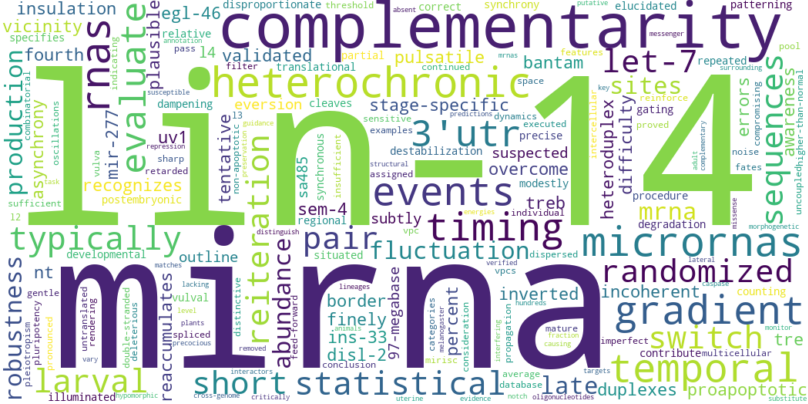 insulation
disproportionate
threshold
correct
synchrony
elucidated
patterning
vicinity
specifies
fourth
plausible
egl-46
complementarity
absent
putative
messenger
relative
annotation
pass
l4
validated
partial
pulsatile
translational
continued
features
bantam
let-7
repeated
pool
surrounding
susceptible
rnas
evaluate
heterochronic
space
key
production
combinatorial
indicating
asynchrony
oscillations
filter
dampening
cleaves
stage-specific
mrnas
sites
gating
predictions
dynamics
awareness
compromising
higher-than-normal
lin-14
sequences
errors
noise
fates
uncoupled
mir-277
uv1
eversion
sensitive
examples
destabilization
3'utr
suspected
precise
executed
reinforce
intercellular
heteroduplex
difficulty
proved
adult
complementary
vulva
repression
l3
sharp
retarded
tentative
non-apoptotic
synchronous
insufficient
evidence
preservation
tentative
assigned
overcome
modestly
recognizes
sa485
structural
events
treb
individual
mrna
procedure
missense
postembryonic
sufficient
l2
task
sem-4
regional
subtly
vpc
energies
degradation
morphogenetic
typically
reiteration
pair
timing
micrornas
outline
situated
dispersed
distinguish
fluctuation
verified
vpcs
lateral
developmental
robustness
nt
gentle
untranslated
rendering
mirna
abundance
feed-forward
matches
lacking
border
finely
ins-33
disl-2
97-megabase
percent
categories
mirisc
randomized
inverted
incoherent
caspase
distinctive
vulval
double-stranded
deleterious
lineages
melanogaster
vary
interfering
propagation
consideration
imperfect
counting
gradient
pleiotropism
pluripotency
pronounced
spliced
precocious
reaccumulates
level
plants
removed
animals
causing
monitor
mature
duplexes
contribute
multicellular
switch
tre
larval
short
statistical
late
temporal
conclusion
fraction
hundreds
average
database
notch
proapoptotic
illuminated
hypomorphic
cross-genome
interactors
critically
uterine
targets
oligonucleotides
substitute